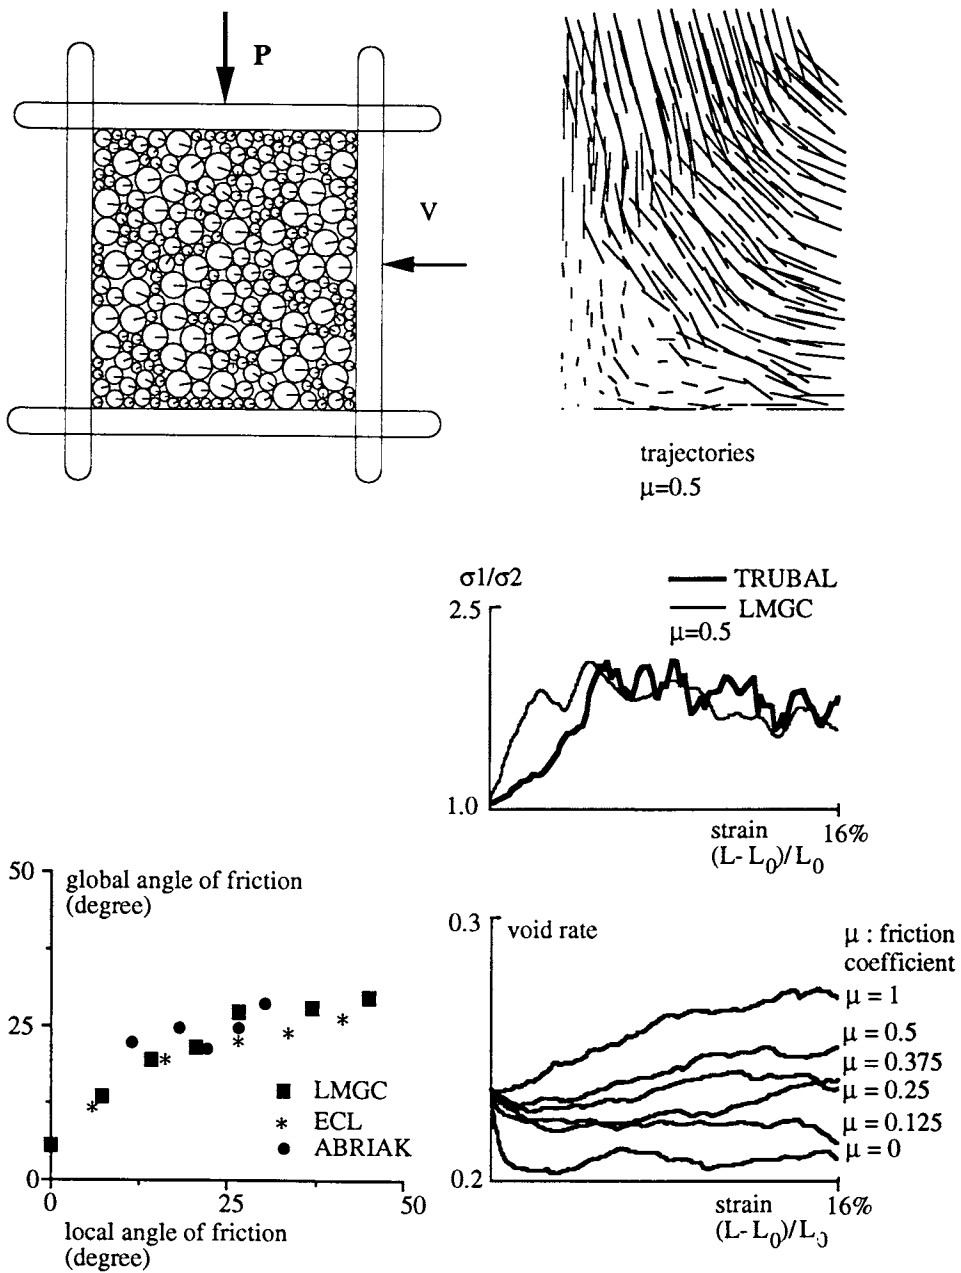 P
V
trajectories
μ=0.5
σ1/σ2
TRUBAL
2.5
LMGC
μ=0.5
1.0
strain
16%
(L-L0)/L0
50
global angle of friction
(degree)
25
LMGC
ECL
ABRIAK
0
0
25
50
local angle of friction
(degree)
0.3
void rate
μ : friction
coefficient
μ = 1
μ = 0.5
μ = 0.375
μ = 0.25
μ = 0.125
μ = 0
0.2
strain
16%
(L-L0)/L0